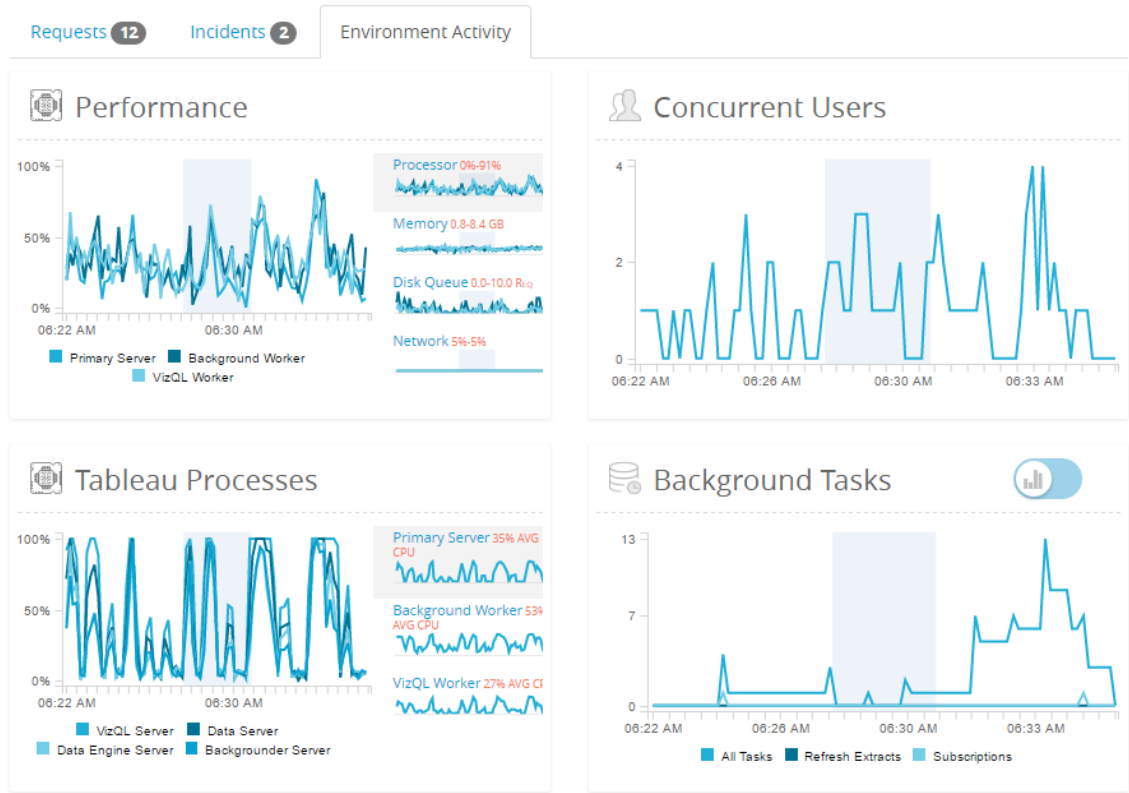 Requests 12 Incidents 2 Environment Activity
Performance
100%
50%
0%
06:22 AM 06:30 AM
Primary Server Background Worker
VizQL Worker
Processor 0%-91%
Memory 0.8-8.4 GB
Disk Queue 0.0-10.0 REQ
Network 5%-5%
Concurrent Users
4
2
0
06:22 AM 06:26 AM 06:30 AM 06:33 AM
Tableau Processes
100%
50%
0%
06:22 AM 06:30 AM
VizQL Server Data Server
Data Engine Server Backgrounder Server
Primary Server 35% AVG
CPU
Background Worker 53%
AVG CPU
VizQL Worker 27% AVG CP
Background Tasks
13
7
0
06:22 AM 06:26 AM 06:30 AM 06:33 AM
All Tasks Refresh Extracts Subscriptions